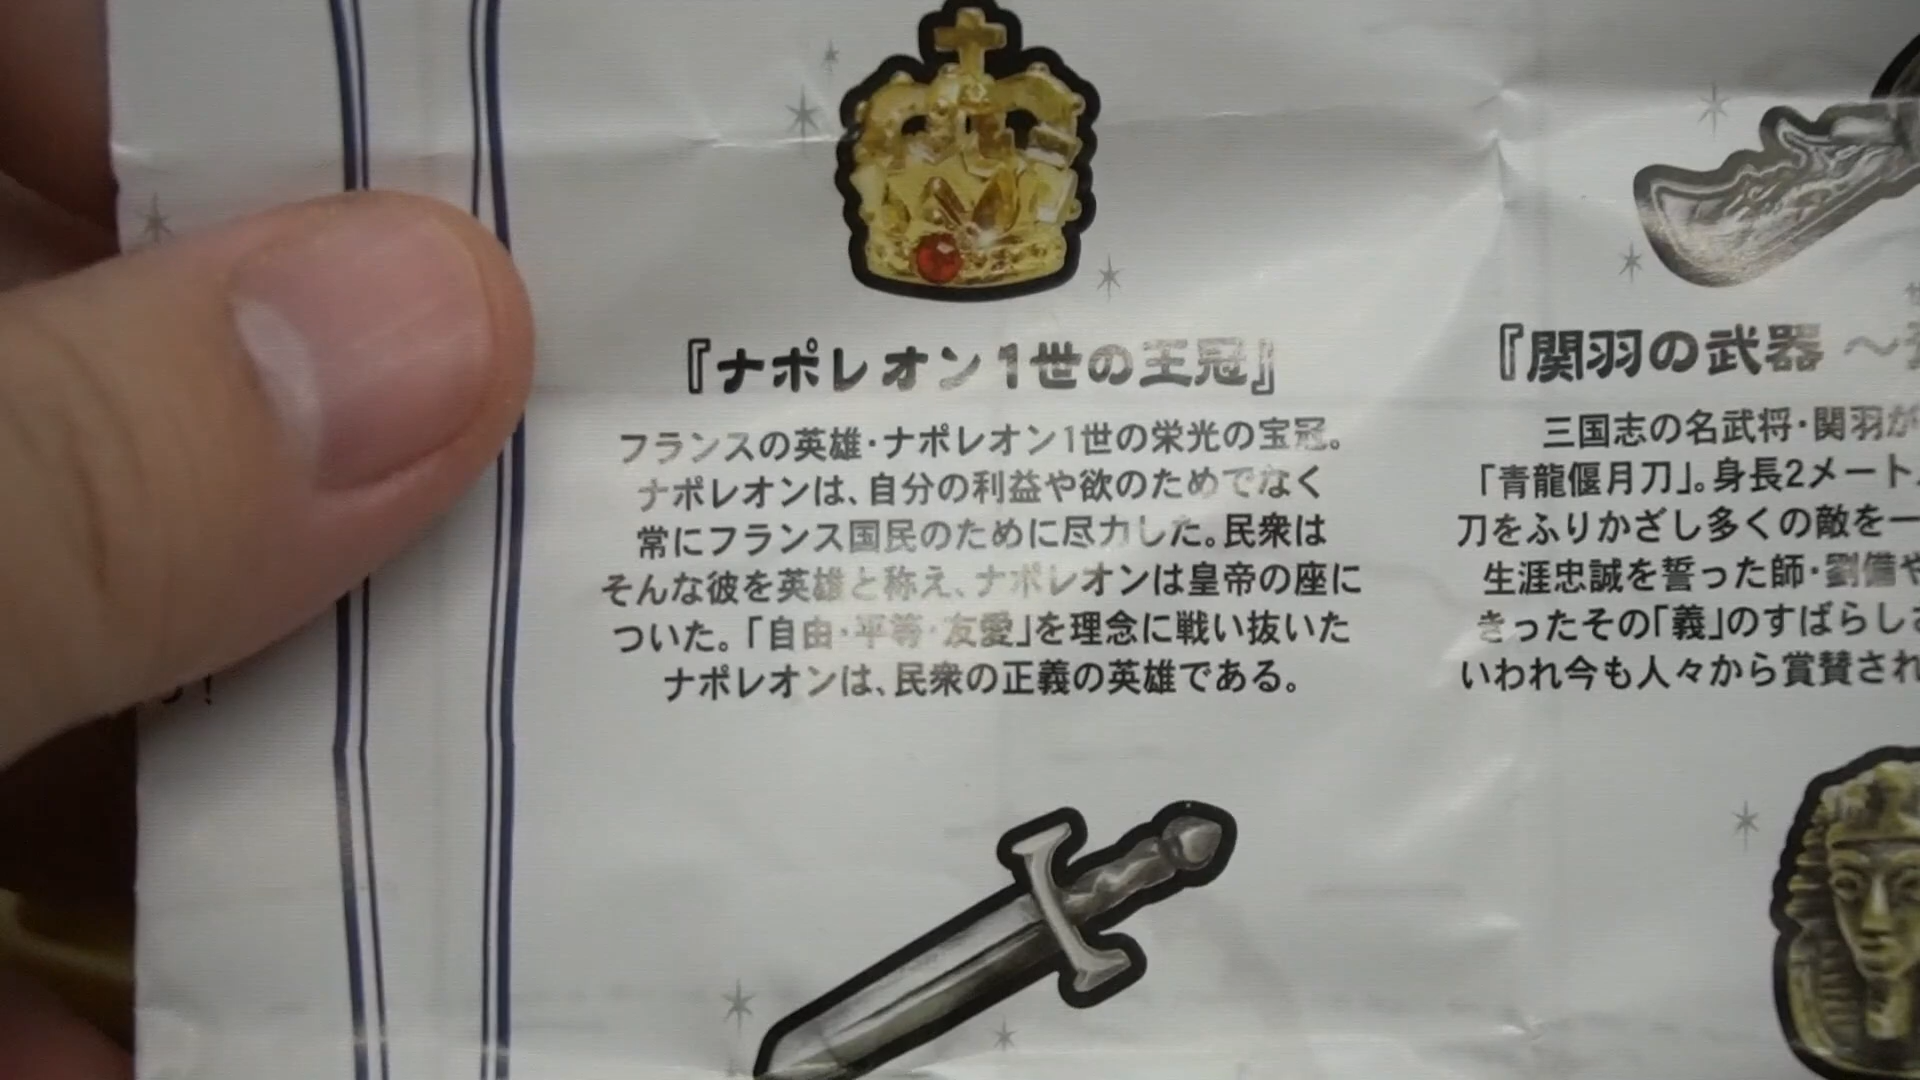 『ナポレオン1世の王冠』
フランスの英雄・ナポレオン1世の栄光の宝冠。
ナポレオンは、自分の利益や欲のためでなく
常にフランス国民のために尽力した。民衆は
そんな彼を英雄と称え、ナポレオンは皇帝の座に
ついた。「自由・平等・友愛」を理念に戦い抜いた
ナポレオンは、民衆の正義の英雄である。
『関羽の武器 〜
三国志の名武将・関羽が
「青龍偃月刀」。身長2メート
刀をふりかざし多くの敵を一
生涯忠誠を誓った師・劉備や
きったその「義」のすばらしさ
いわれ今も人々から賞賛され